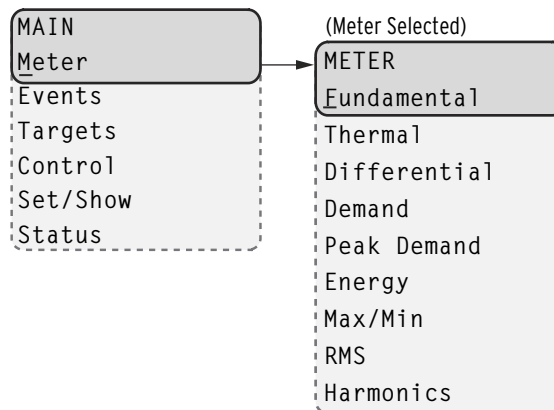 MAIN
Meter
Events
Targets
Control
Set/Show
Status
(Meter Selected)
METER
Fundamental
Thermal
Differential
Demand
Peak Demand
Energy
Max/Min
RMS
Harmonics